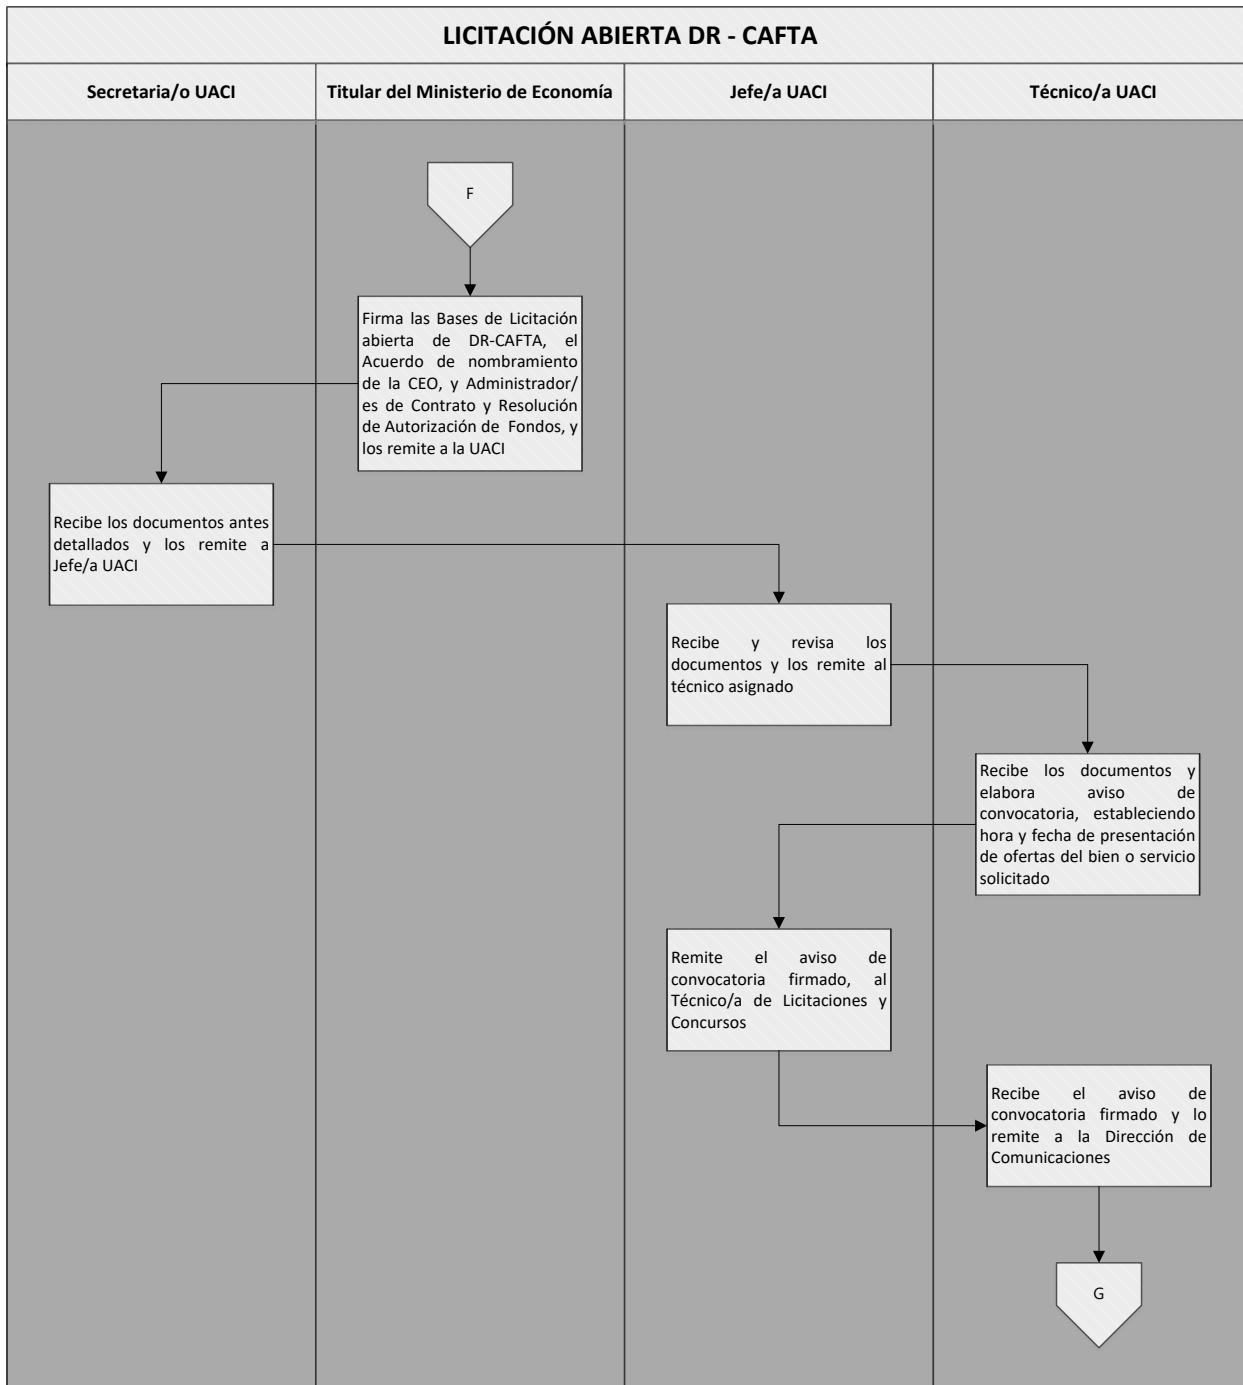 LICITACIÓN ABIERTA DR - CAFTA
Secretaria/o UACI
Titular del Ministerio de Economía
Jefe/a UACI
Técnico/a UACI
F
Firma las Bases de Licitación
abierta de DR-CAFTA, el
Acuerdo de nombramiento
de la CEO, y Administrador/
es de Contrato y Resolución
de Autorización de Fondos, y
los remite a la UACI
Recibe los documentos antes
detallados y los remite a
Jefe/a UACI
Recibe y revisa los
documentos y los remite al
técnico asignado
Recibe los documentos y
elabora aviso de
convocatoria, estableciendo
hora y fecha de presentación
de ofertas del bien o servicio
solicitado
Remite el aviso de
convocatoria firmado, al
Técnico/a de Licitaciones y
Concursos
Recibe el aviso de
convocatoria firmado y lo
remite a la Dirección de
Comunicaciones
G